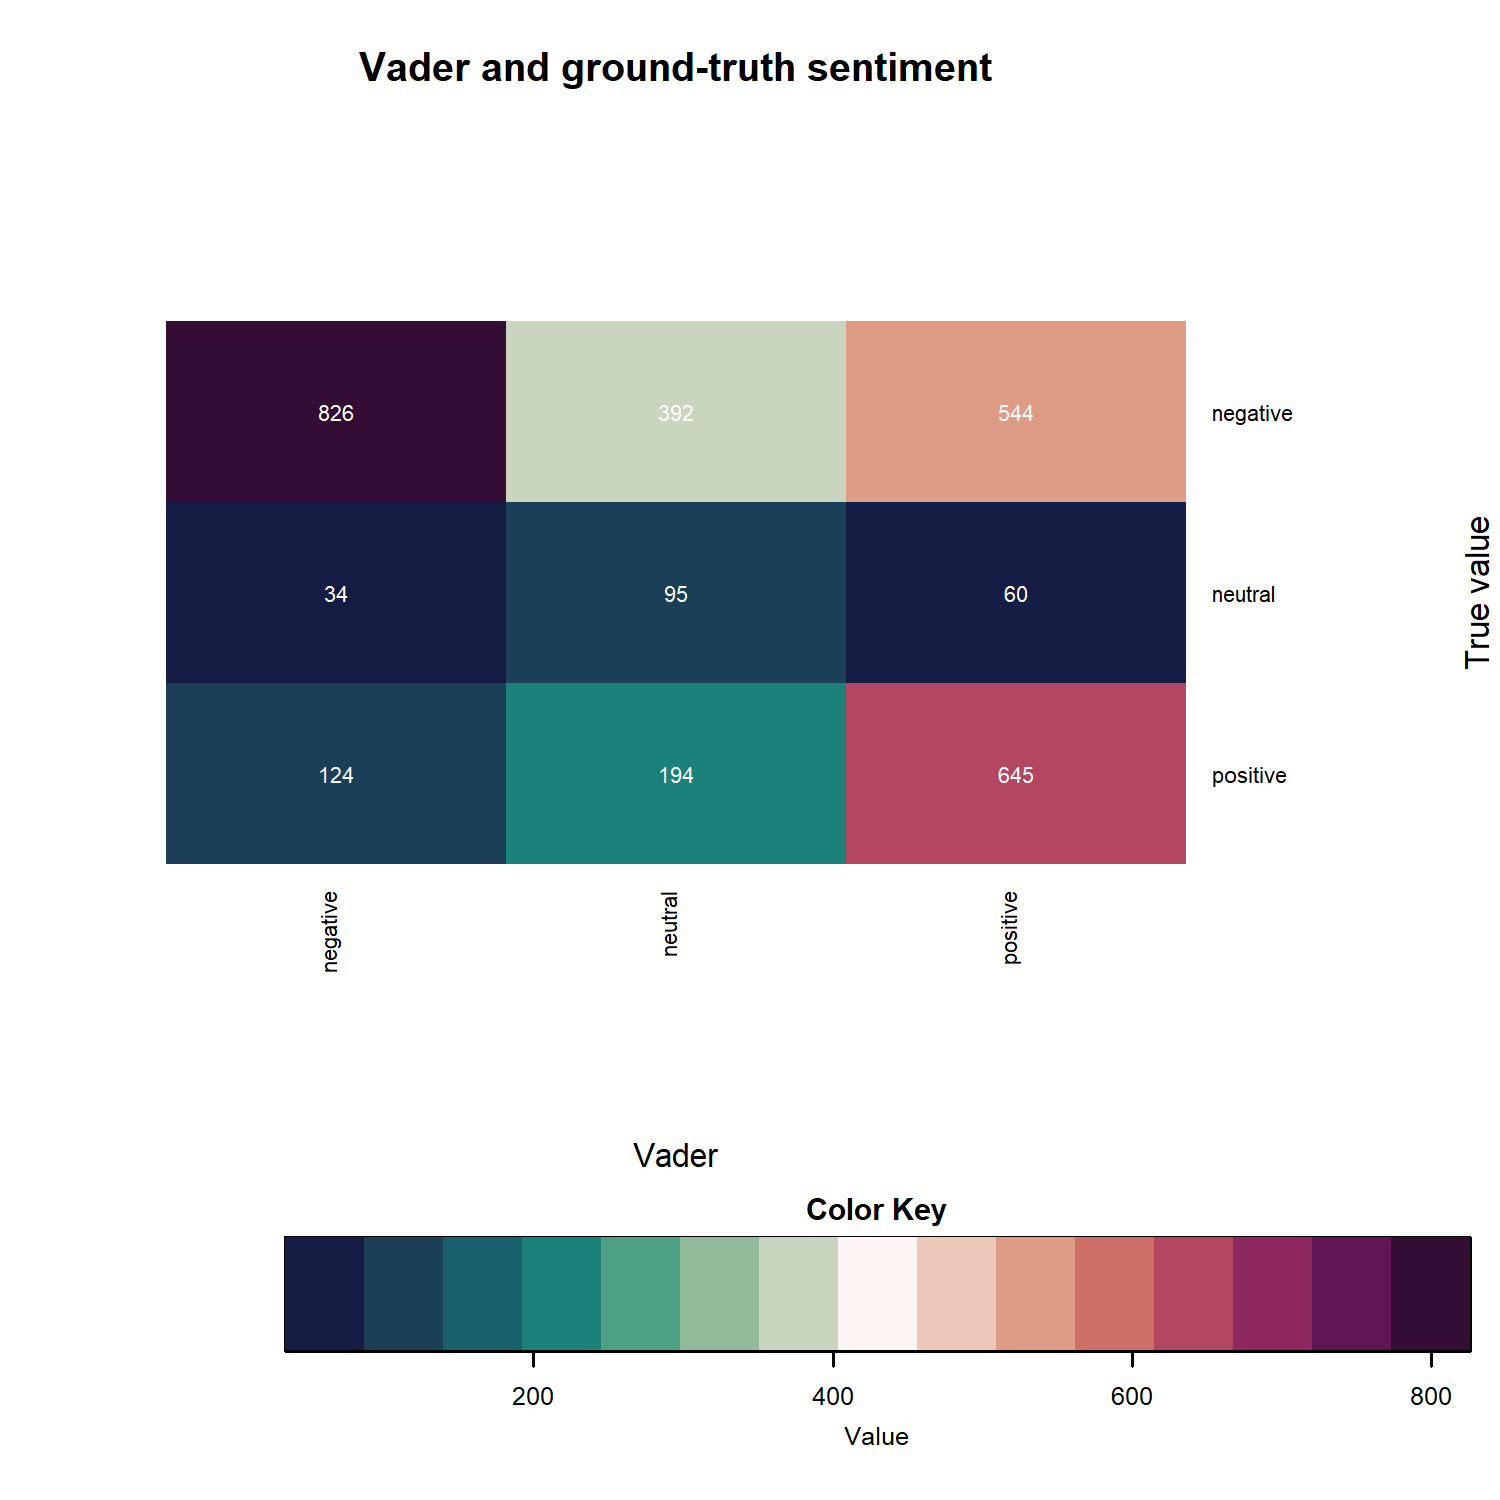 Vader and ground-truth sentiment
826 392 544 negative
34 95 60 neutral
124 194 645 positive
negative neutral positive
True value
Vader
Color Key
200 400 600 800
Value